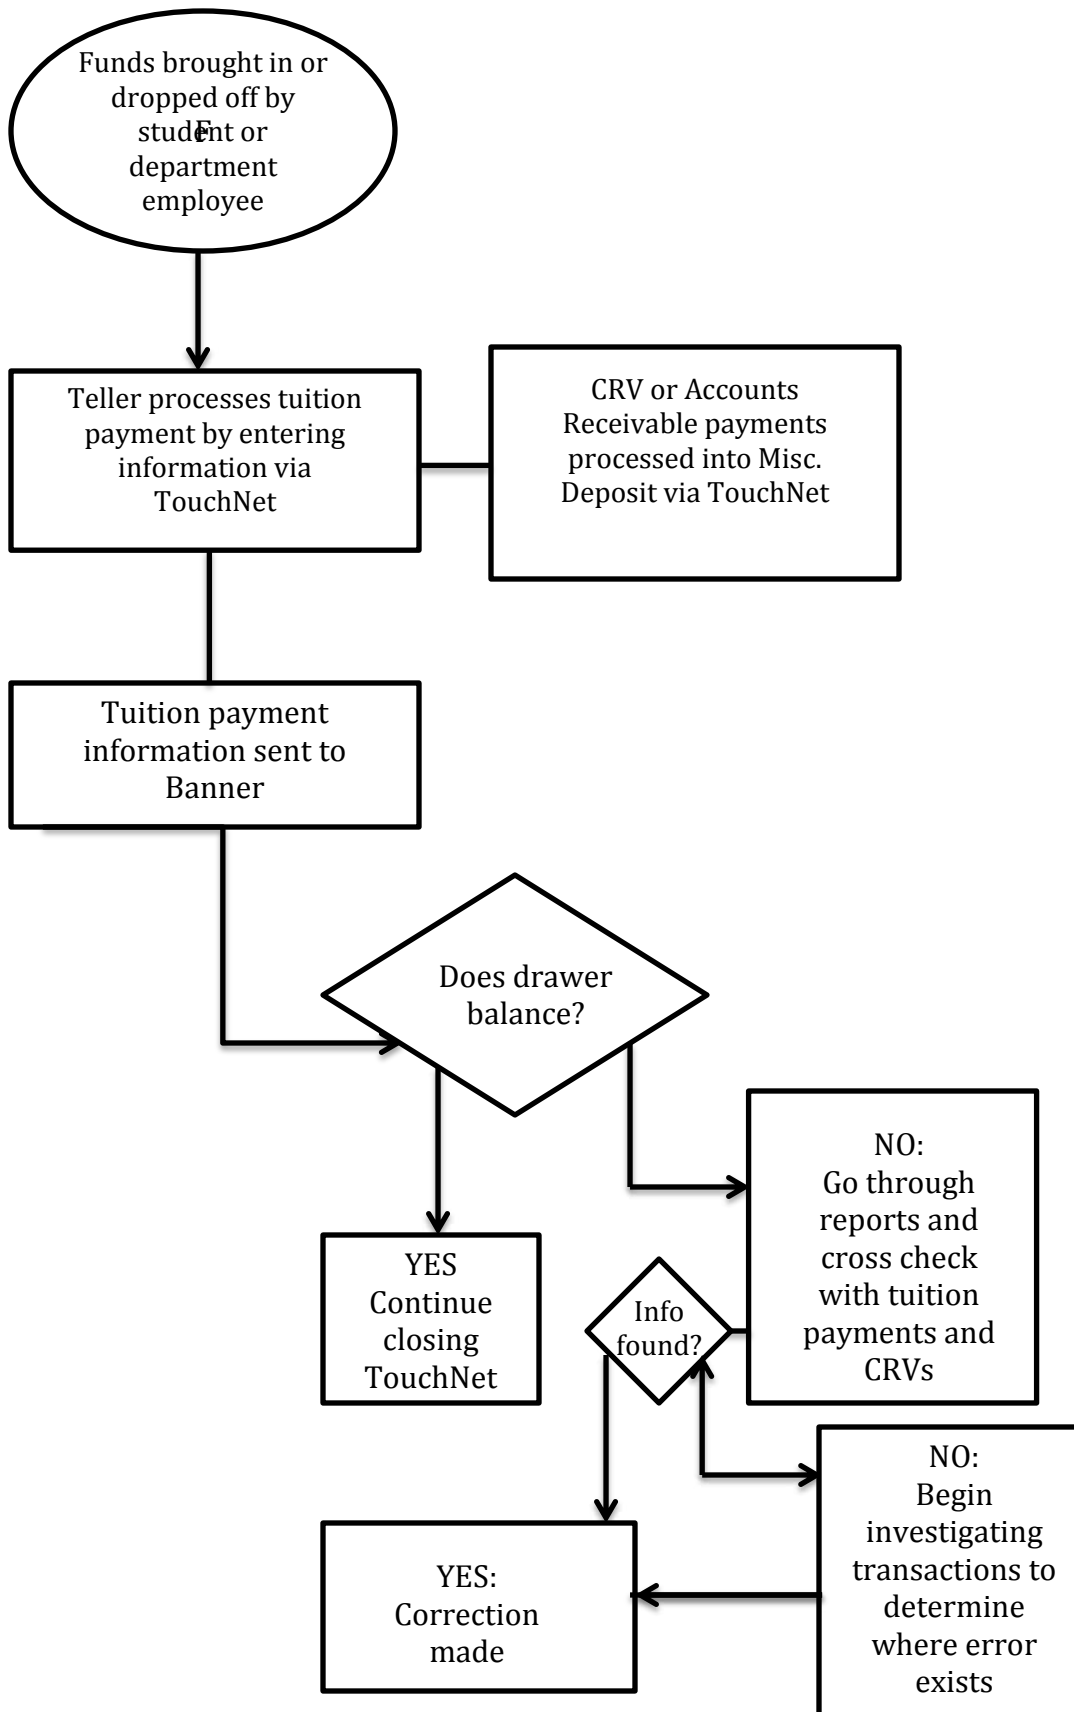 Funds brought in or
dropped off by
student or
F
department
employee
Teller processes tuition
payment by entering
information via
TouchNet
CRV or Accounts
Receivable payments
processed into Misc.
Deposit via TouchNet
Tuition payment
information sent to
Banner
Does drawer
balance?
NO:
Go through
reports and
cross check
with tuition
payments and
CRVs
YES
Continue
closing
TouchNet
Info
found?
NO:
Begin
investigating
transactions to
determine
where error
exists
YES:
Correction
made